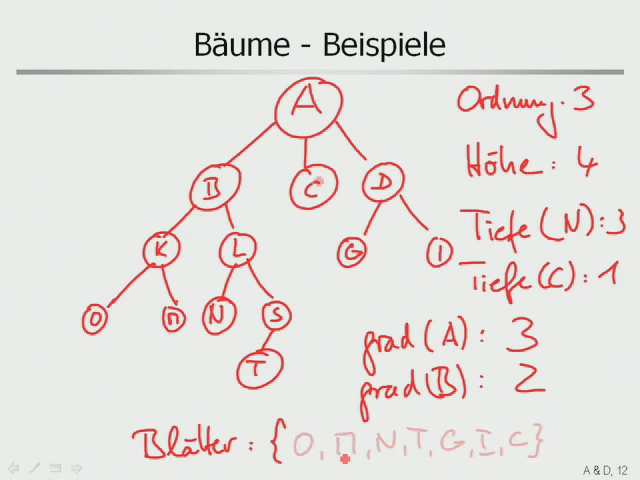 Bäume - Beispiele
A
Ordnung: 3
B
C
D
Höhe: 4
K
L
G
I
Tiefe(N): 3
Tiefe(C): 1
O
M
N
S
T
grad(A): 3
grad(B): 2
Blätter: {O, M, N, T, G, I, C}
A & D, 12